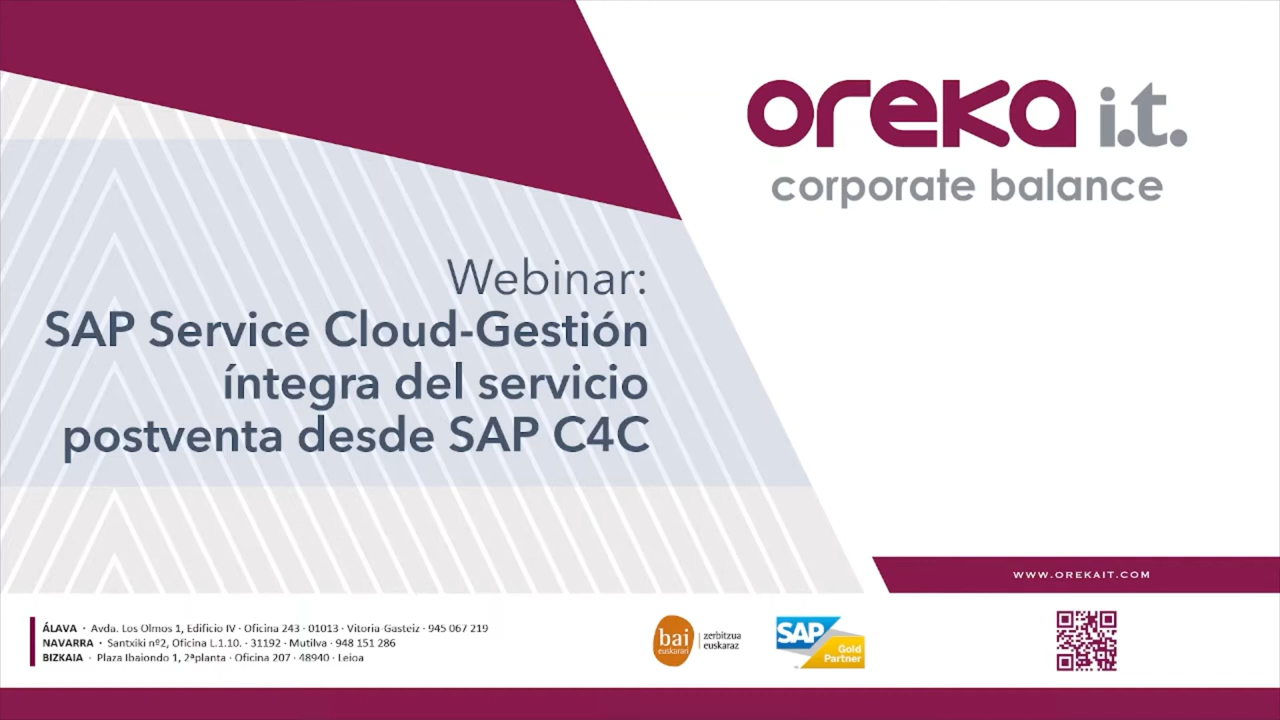 oreka i.t.
corporate balance
Webinar:
SAP Service Cloud-Gestión
íntegra del servicio
postventa desde SAP C4C
WWW.OREKAIT.COM
ÁLAVA · Avda. Los Olmos 1, Edificio IV · Oficina 243 · 01013 · Vitoria-Gasteiz · 945 067 219
NAVARRA · Santxiki nº2, Oficina L.1.10. · 31192 · Mutilva · 948 151 286
BIZKAIA · Plaza Ibaiondo 1, 2ªplanta · Oficina 207 · 48940 · Leioa
bai
euskarari
zerbitzua
euskaraz
SAP
Gold
Partner